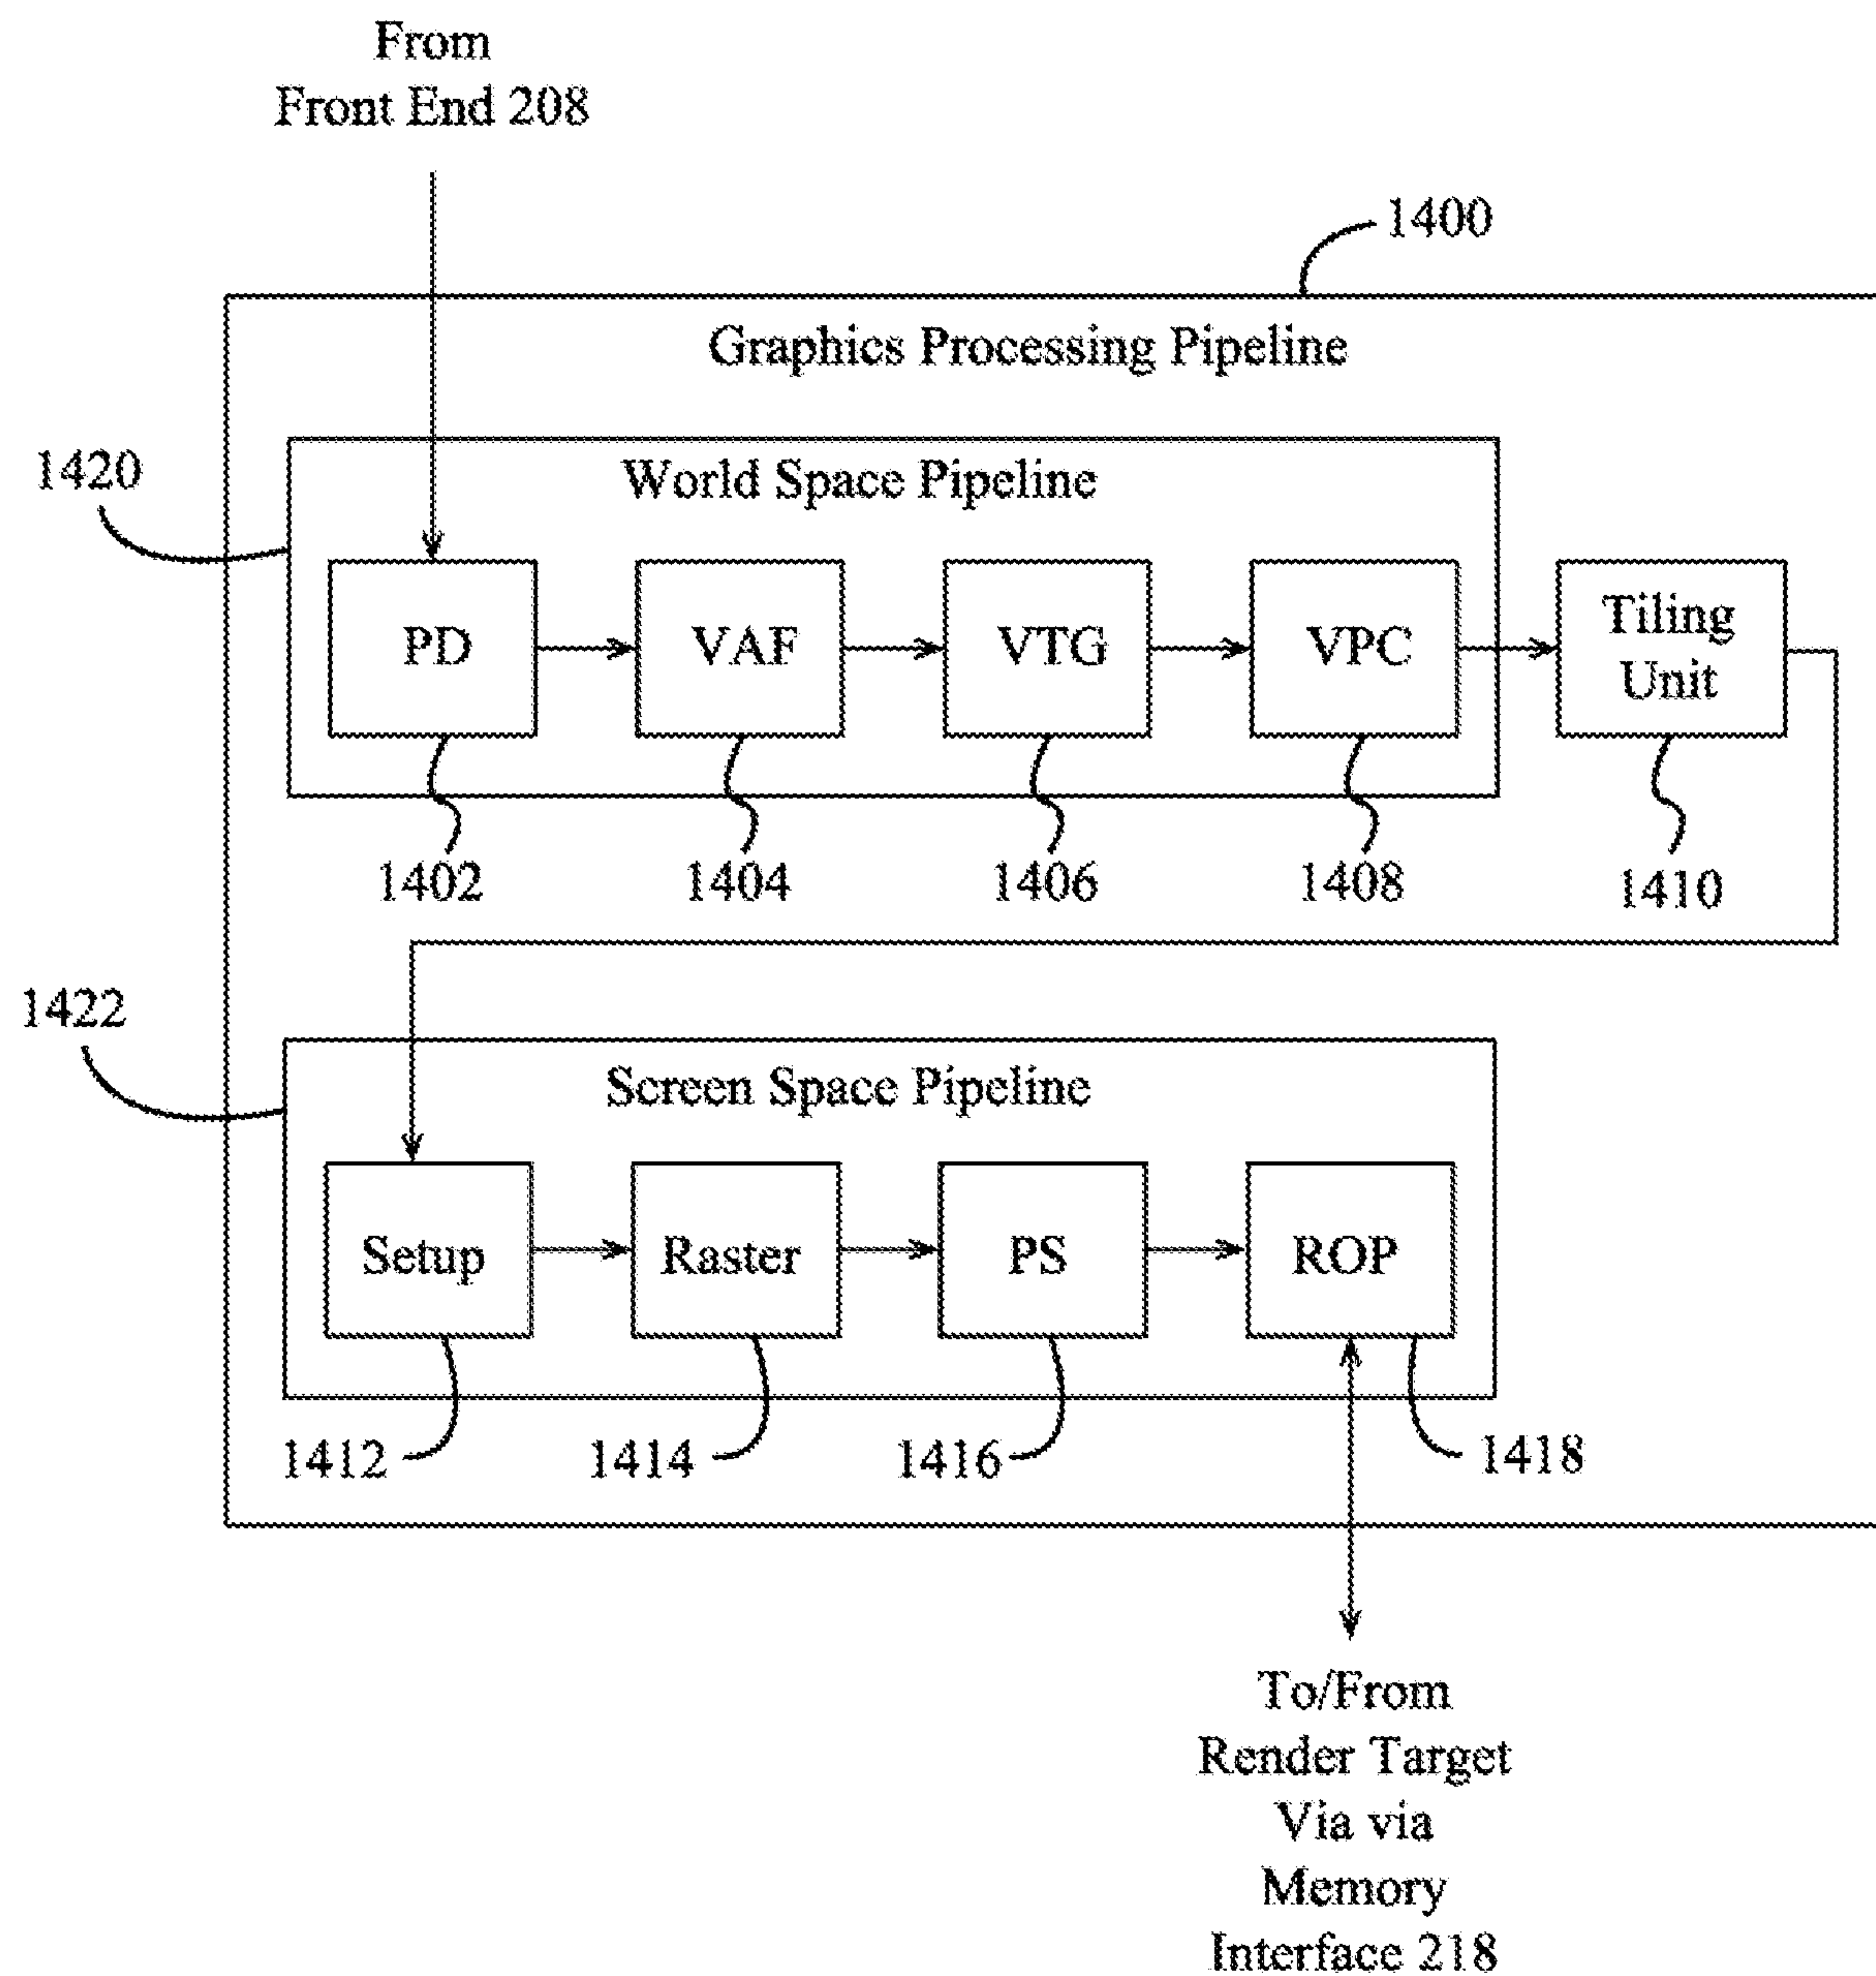 From
Front End 208
1400
Graphics Processing Pipeline
1420
World Space Pipeline
PD
VAF
VTG
VPC
Tiling
Unit
1402
1404
1406
1408
1410
1422
Screen Space Pipeline
Setup
Raster
PS
ROP
1412
1414
1416
1418
To/From
Render Target
Via via
Memory
Interface 218